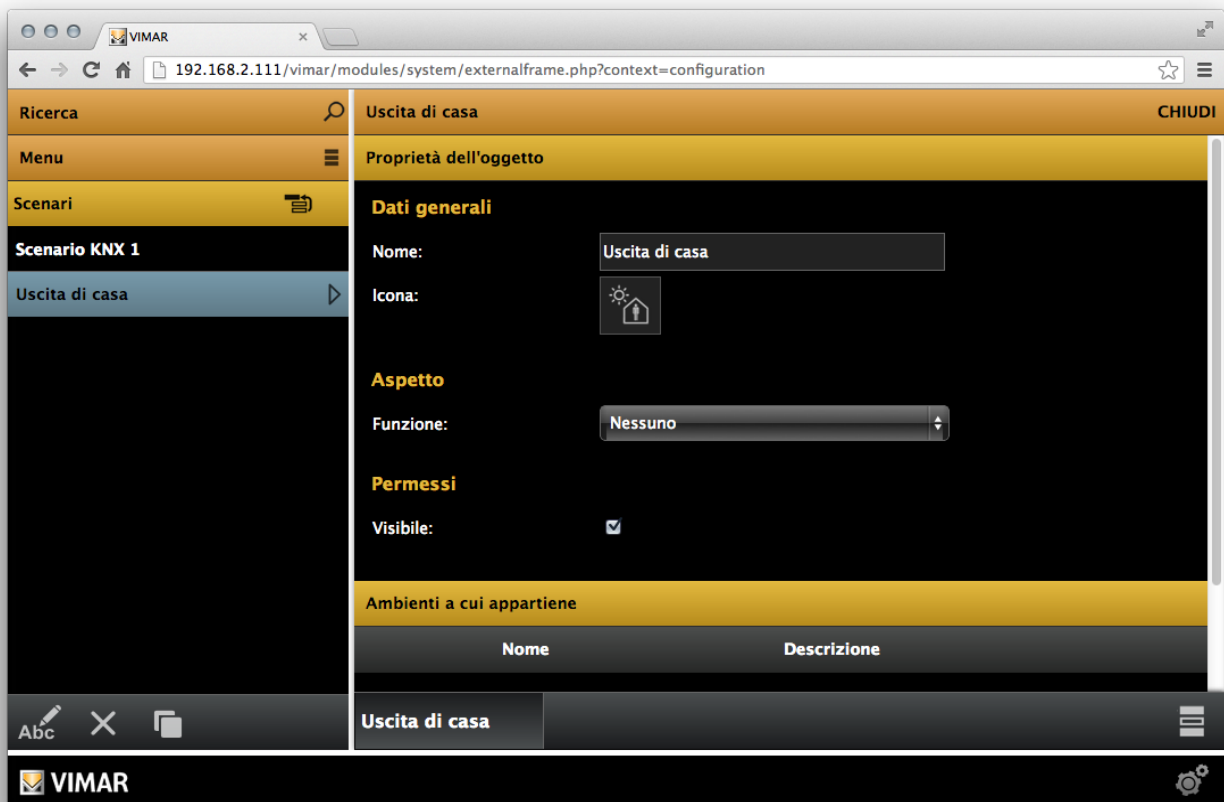 VIMAR
192.168.2.111/vimar/modules/system/externalframe.php?context=configuration
Ricerca
Menu
Scenari
Scenario KNX 1
Uscita di casa
Abc
Uscita di casa CHIUDI
Proprietà dell'oggetto
Dati generali
Nome: Uscita di casa
Icona:
Aspetto
Funzione: Nessuno
Permessi
Visibile:
Ambienti a cui appartiene
Nome Descrizione
Uscita di casa
VIMAR